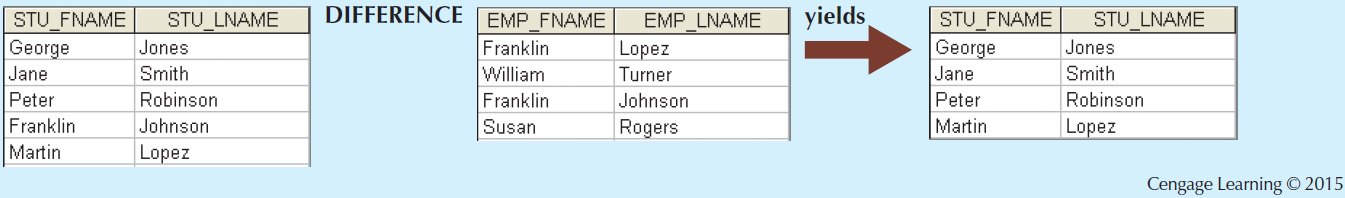 STU_FNAME STU_LNAME
George Jones
Jane Smith
Peter Robinson
Franklin Johnson
Martin Lopez
DIFFERENCE
EMP_FNAME EMP_LNAME
Franklin Lopez
William Turner
Franklin Johnson
Susan Rogers
yields
STU_FNAME STU_LNAME
George Jones
Jane Smith
Peter Robinson
Martin Lopez
Cengage Learning © 2015